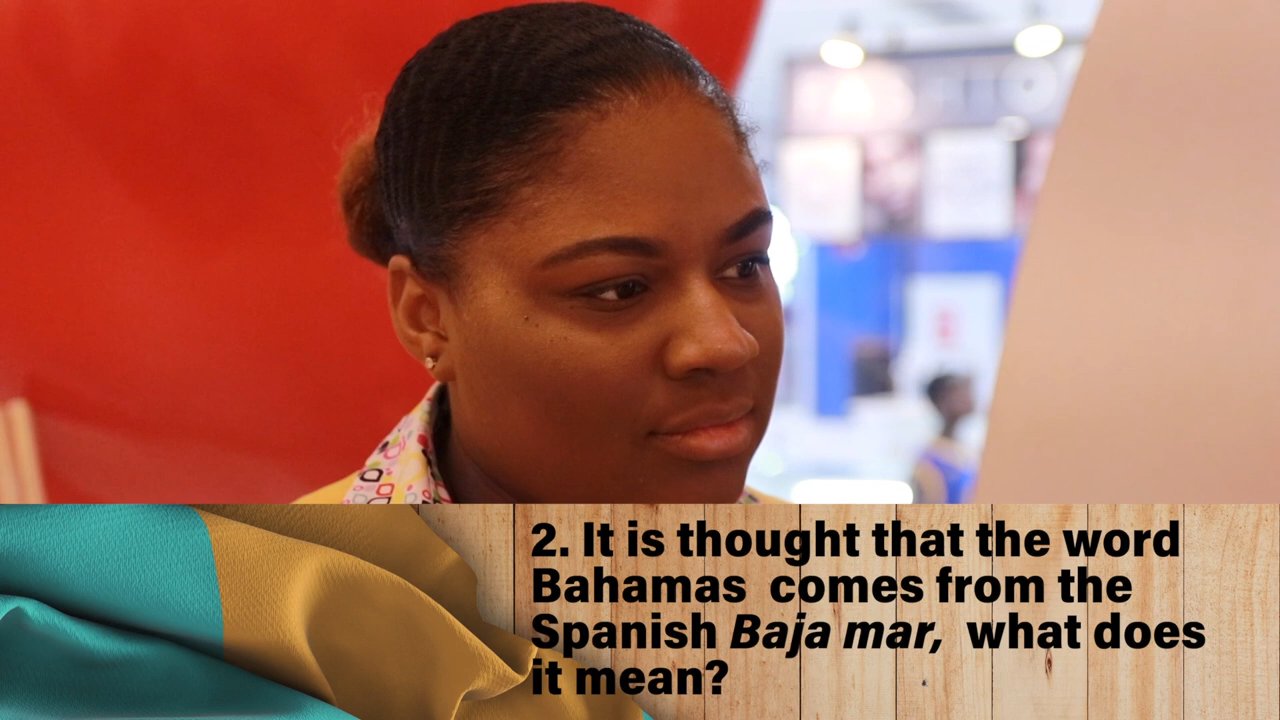 2. It is thought that the word
Bahamas  comes from the
Spanish Baja mar,  what does
it mean?